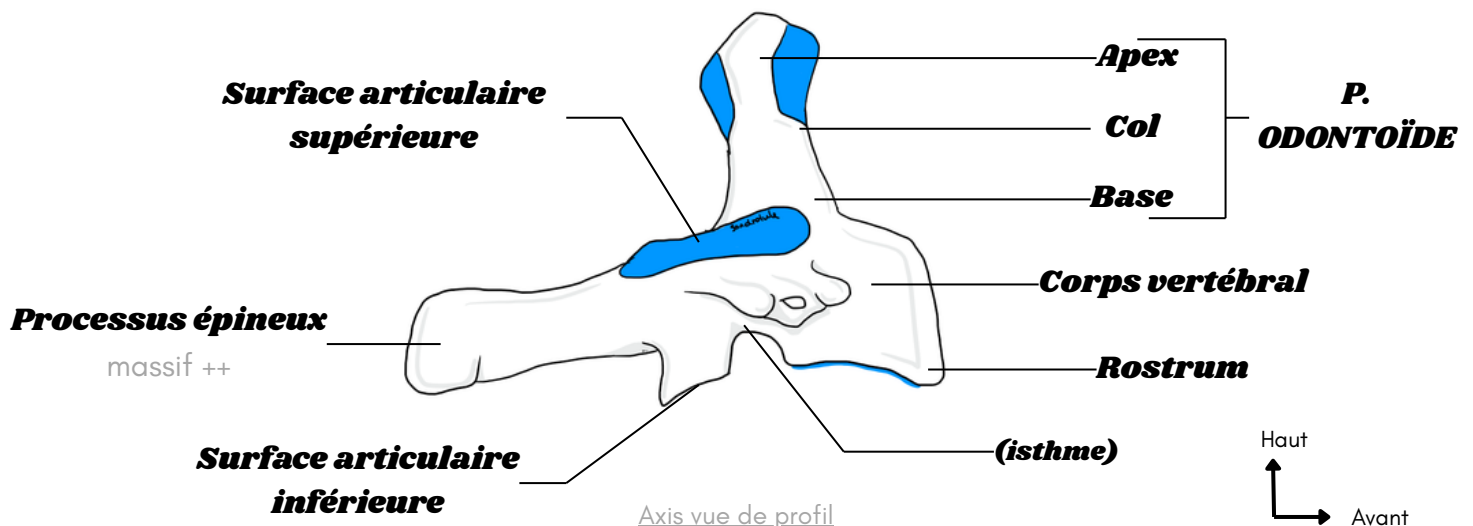 Apex
Surface articulaire
supérieure
P.
ODONTOÏDE
Col
Base
sandrotule
Corps vertébral
Processus épineux
massif ++
Rostrum
(isthme)
Surface articulaire
inférieure
Haut
Avant
Axis vue de profil